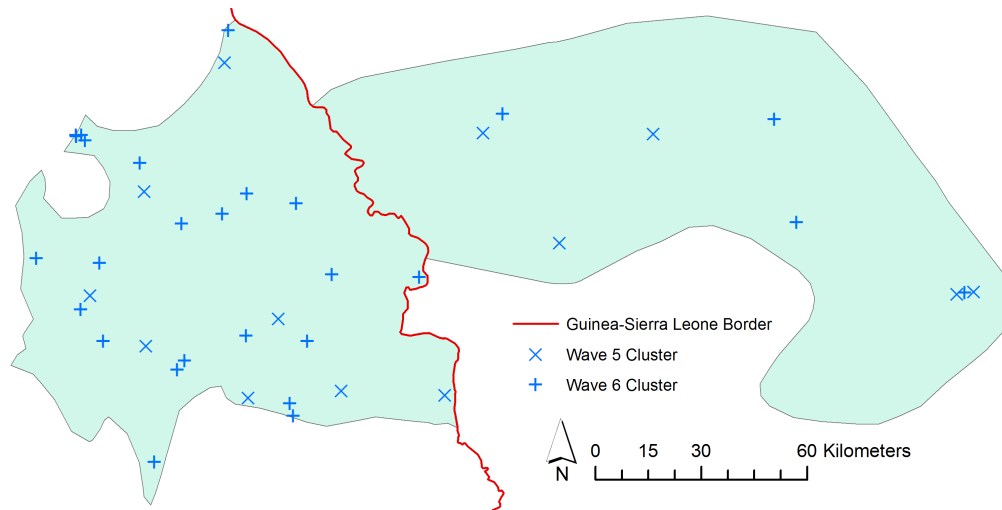 Guinea-Sierra Leone Border
Wave 5 Cluster
Wave 6 Cluster
N
0 15 30 60 Kilometers